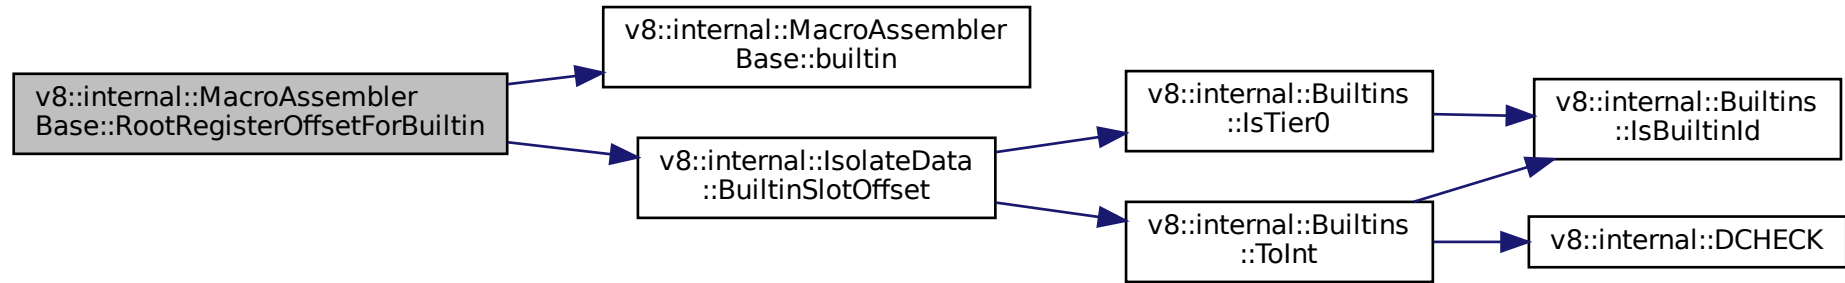 v8::internal::MacroAssembler
Base::RootRegisterOffsetForBuiltin
v8::internal::MacroAssembler
Base::builtin
v8::internal::IsolateData
::BuiltinSlotOffset
v8::internal::Builtins
::IsTier0
v8::internal::Builtins
::ToInt
v8::internal::Builtins
::IsBuiltinId
v8::internal::DCHECK